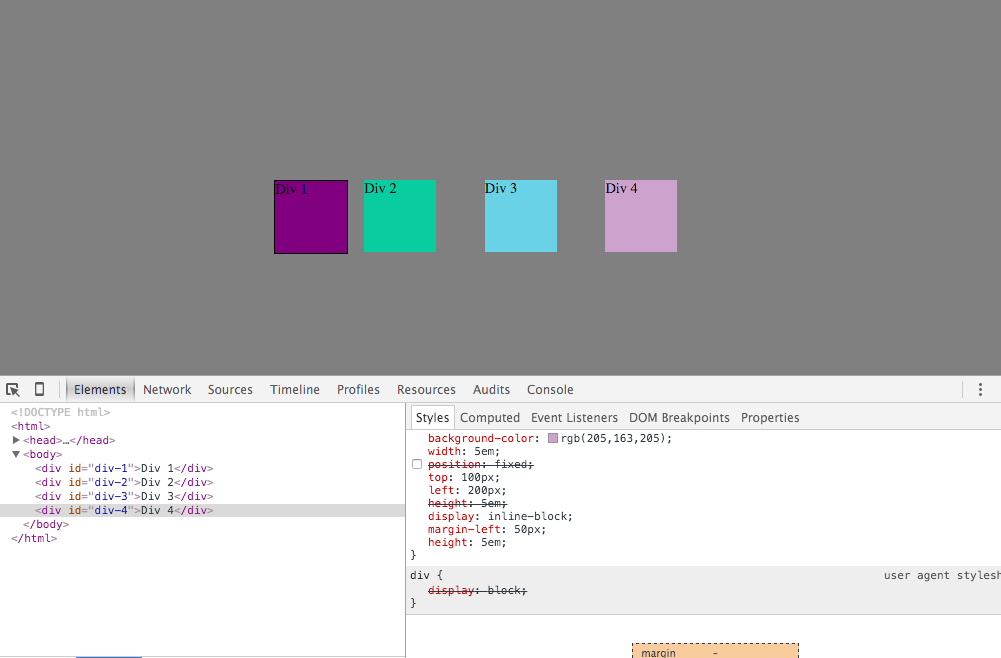 Div 1 Div 2 Div 3 Div 4
Elements Network Sources Timeline Profiles Resources Audits Console
<!DOCTYPE html>
<html>
<head>…</head>
<body>
<div id="div-1">Div 1</div>
<div id="div-2">Div 2</div>
<div id="div-3">Div 3</div>
<div id="div-4">Div 4</div>
</body>
</html>
Styles Computed Event Listeners DOM Breakpoints Properties
background-color: rgb(205,163,205);
width: 5em;
position: fixed;
top: 100px;
left: 200px;
height: 5em;
display: inline-block;
margin-left: 50px;
height: 5em;
}
div { user agent stylesh
display: block;
}
margin -